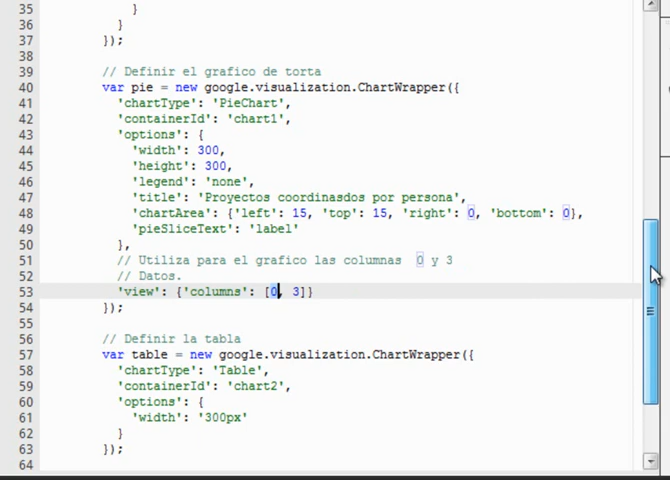 35 }
36 }
37 });
38
39 // Definir el grafico de torta
40 var pie = new google.visualization.ChartWrapper({
41 'chartType': 'PieChart',
42 'containerId': 'chart1',
43 'options': {
44 'width': 300,
45 'height': 300,
46 'legend': 'none',
47 'title': 'Proyectos coordinasdos por persona',
48 'chartArea': {'left': 15, 'top': 15, 'right': 0, 'bottom': 0},
49 'pieSliceText': 'label'
50 },
51 // Utiliza para el grafico las columnas 0 y 3
52 // Datos.
53 'view': {'columns': [0, 3]}
54 });
55
56 // Definir la tabla
57 var table = new google.visualization.ChartWrapper({
58 'chartType': 'Table',
59 'containerId': 'chart2',
60 'options': {
61 'width': '300px'
62 }
63 });
64